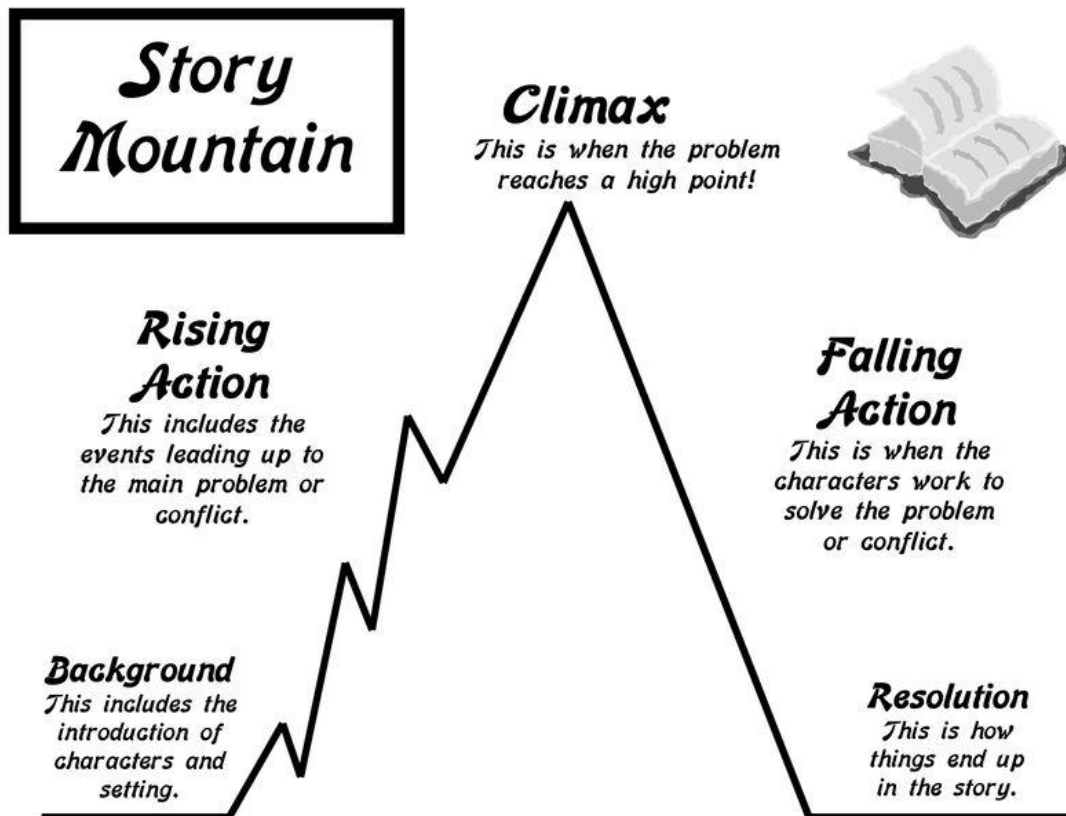 Story
Mountain
Climax
This is when the problem
reaches a high point!
Rising
Action
This includes the
events leading up to
the main problem or
conflict.
Falling
Action
This is when the
characters work to
solve the problem
or conflict.
Background
This includes the
introduction of
characters and
setting.
Resolution
This is how
things end up
in the story.